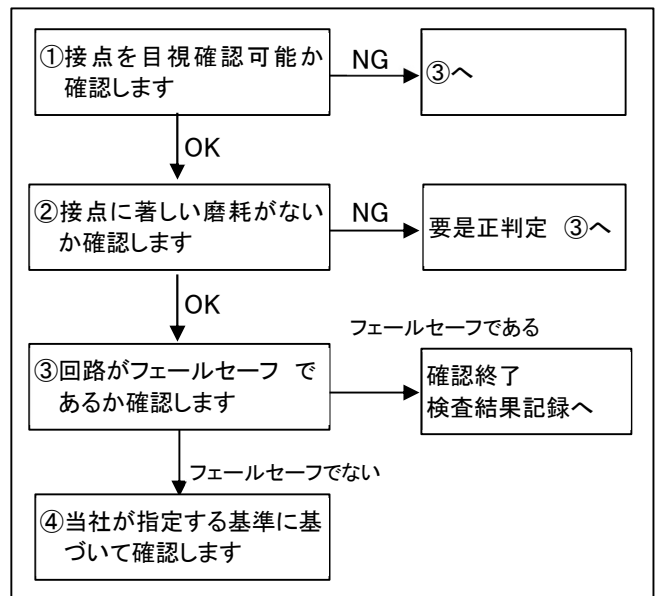 ①接点を目視確認可能か
確認します
NG
③へ
OK
②接点に著しい磨耗がない
か確認します
NG
要是正判定 ③へ
OK
フェールセーフである
③回路がフェールセーフ で
あるか確認します
確認終了
検査結果記録へ
フェールセーフでない
④当社が指定する基準に基
づいて確認します